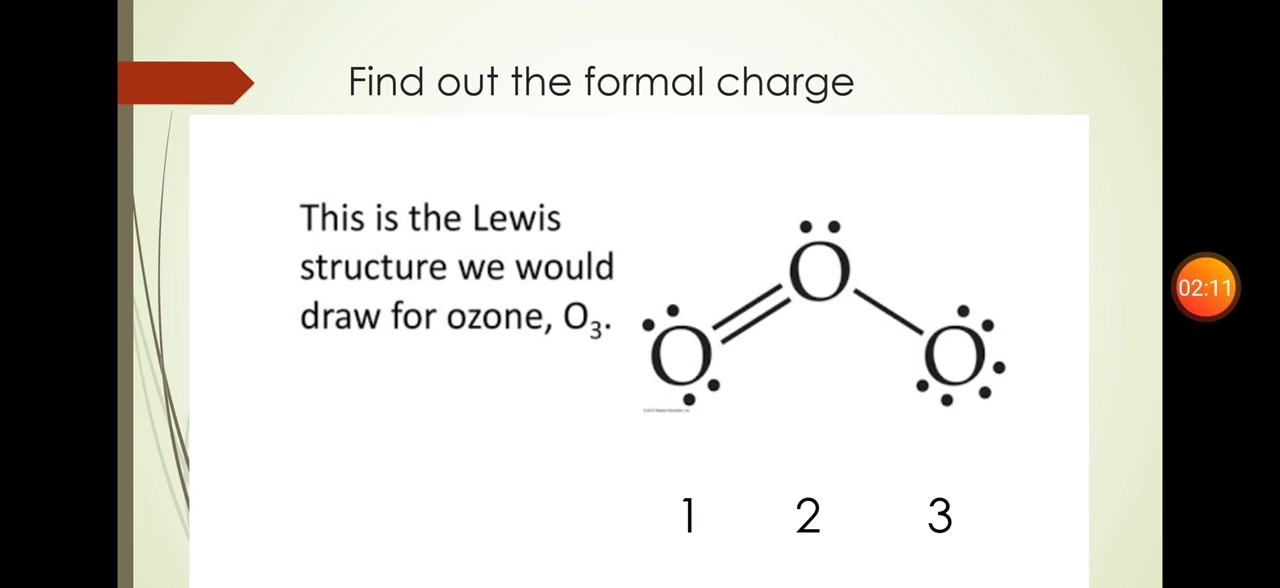 Find out the formal charge
This is the Lewis
structure we would
draw for ozone, O₃.
O
O
O
1 2 3
02:11